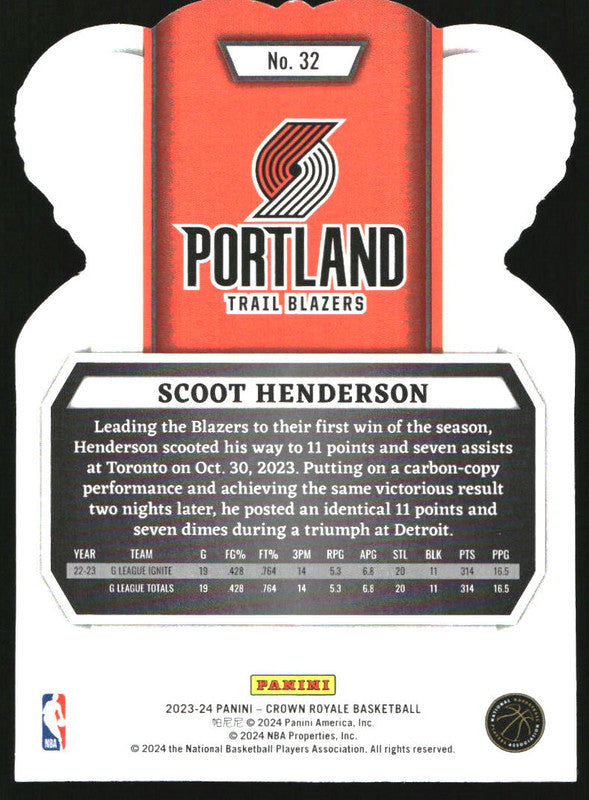 No. 32
PORTLAND
TRAIL BLAZERS
SCOOT HENDERSON
Leading the Blazers to their first win of the season,
Henderson scooted his way to 11 points and seven assists
at Toronto on Oct. 30, 2023. Putting on a carbon-copy
performance and achieving the same victorious result
two nights later, he posted an identical 11 points and
seven dimes during a triumph at Detroit.
YEAR TEAM G FG% FT% 3PM RPG APG STL BLK PTS PPG
22-23 G LEAGUE IGNITE 19 .428 .764 14 5.3 6.8 20 11 314 16.5
G LEAGUE TOTALS 19 .428 .764 14 5.3 6.8 20 11 314 16.5
PANINI
2023-24 PANINI – CROWN ROYALE BASKETBALL
帕尼尼 © 2024 Panini America, Inc.
© 2024 NBA Properties, Inc.
© 2024 the National Basketball Players Association. All rights reserved.
NBA
NATIONAL BASKETBALL PLAYERS ASSOCIATION